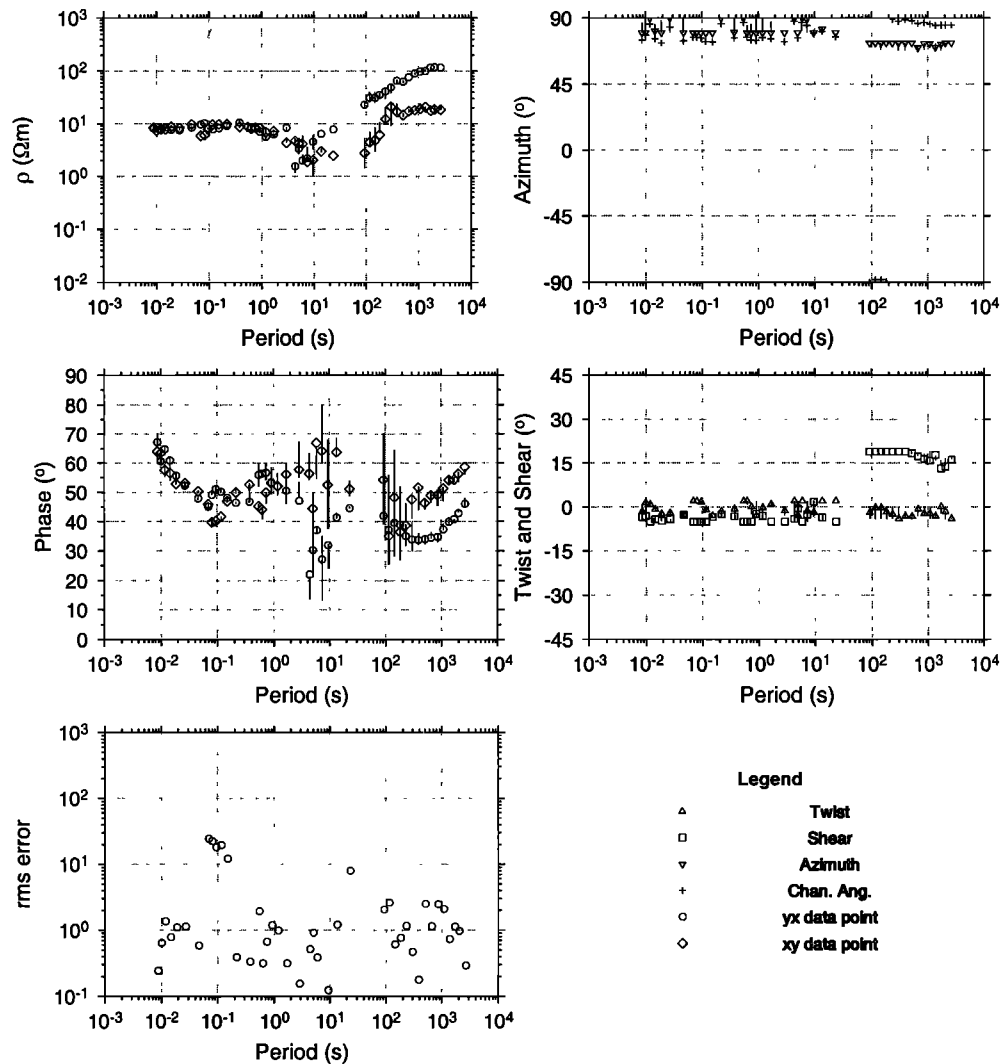 10³
10²
10¹
10⁰
10⁻¹
10⁻²
ρ (Ωm)
10⁻³ 10⁻² 10⁻¹ 10⁰ 10¹ 10² 10³ 10⁴
Period (s)
90
45
0
-45
-90
Azimuth (º)
10⁻³ 10⁻² 10⁻¹ 10⁰ 10¹ 10² 10³ 10⁴
Period (s)
90
80
70
60
50
40
30
20
10
0
Phase (º)
10⁻³ 10⁻² 10⁻¹ 10⁰ 10¹ 10² 10³ 10⁴
Period (s)
45
30
15
0
-15
-30
-45
Twist and Shear (º)
10⁻³ 10⁻² 10⁻¹ 10⁰ 10¹ 10² 10³ 10⁴
Period (s)
10³
10²
10¹
10⁰
10⁻¹
rms error
10⁻³ 10⁻² 10⁻¹ 10⁰ 10¹ 10² 10³ 10⁴
Period (s)
Legend
Twist
Shear
Azimuth
Chan. Ang.
yx data point
xy data point